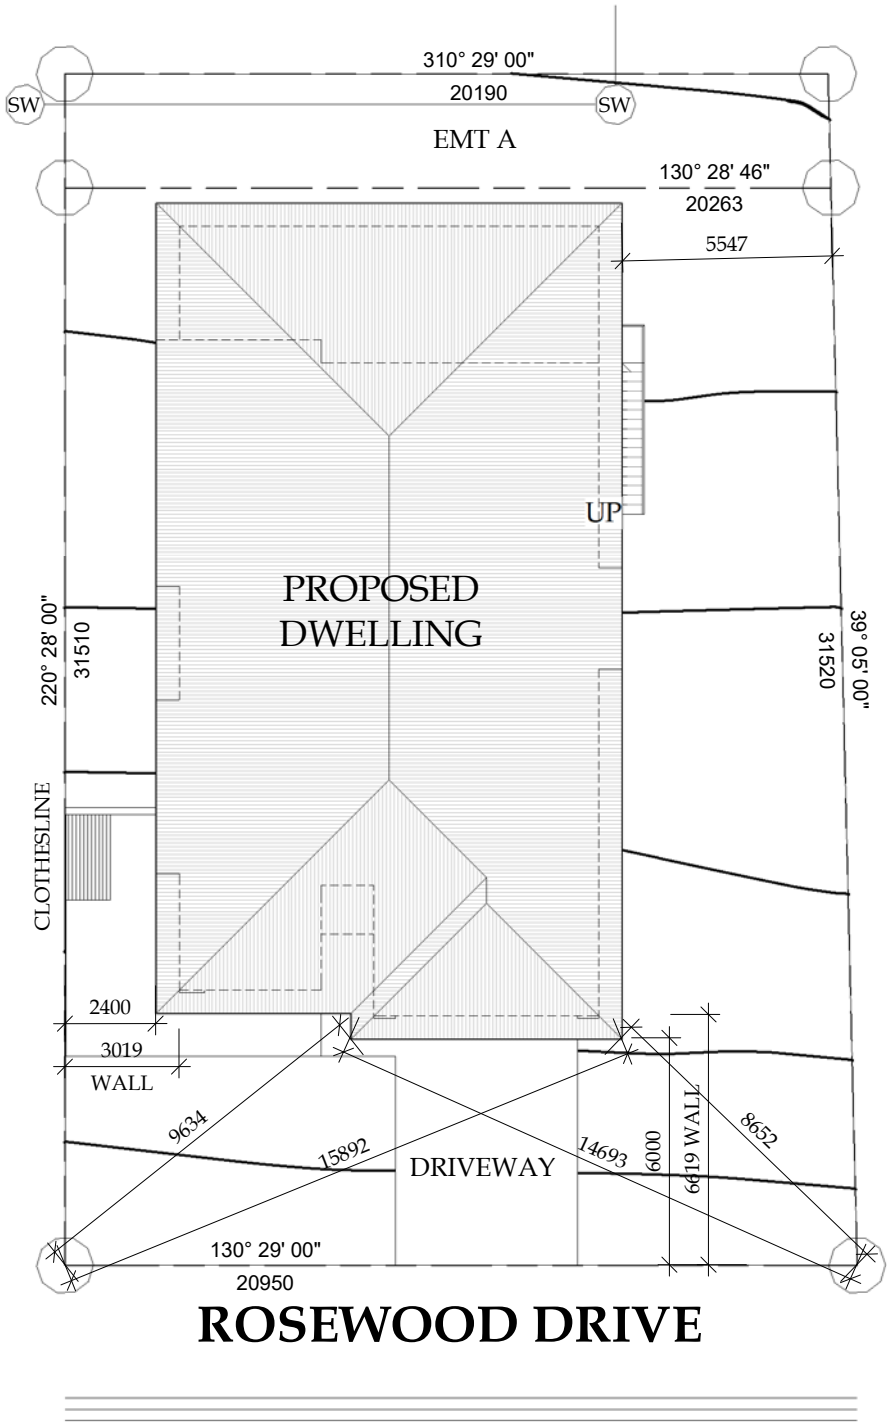 310° 29' 00"
20190
SW
SW
EMT A
130° 28' 46"
20263
5547
UP
PROPOSED
DWELLING
220° 28' 00"
31510
31520
39° 05' 00"
CLOTHESLINE
2400
3019
WALL
9634
15892
14693
8652
6000
6619 WALL
DRIVEWAY
130° 29' 00"
20950
ROSEWOOD DRIVE